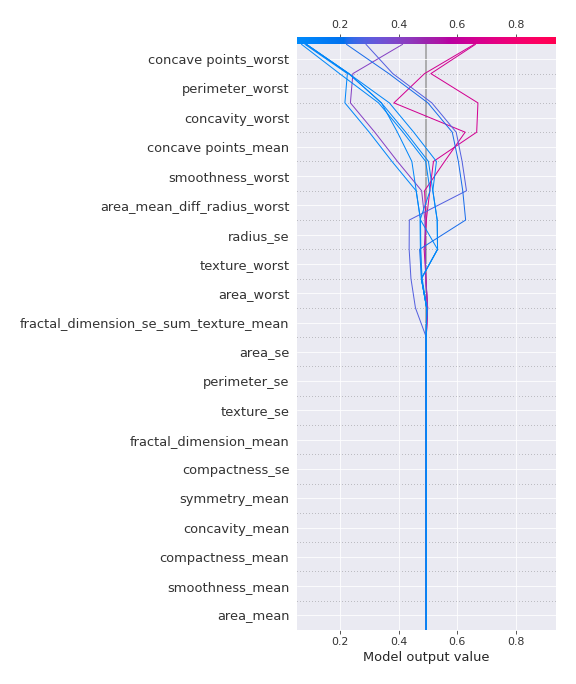 0.2 0.4 0.6 0.8
concave points_worst
perimeter_worst
concavity_worst
concave points_mean
smoothness_worst
area_mean_diff_radius_worst
radius_se
texture_worst
area_worst
fractal_dimension_se_sum_texture_mean
area_se
perimeter_se
texture_se
fractal_dimension_mean
compactness_se
symmetry_mean
concavity_mean
compactness_mean
smoothness_mean
area_mean
0.2 0.4 0.6 0.8
Model output value